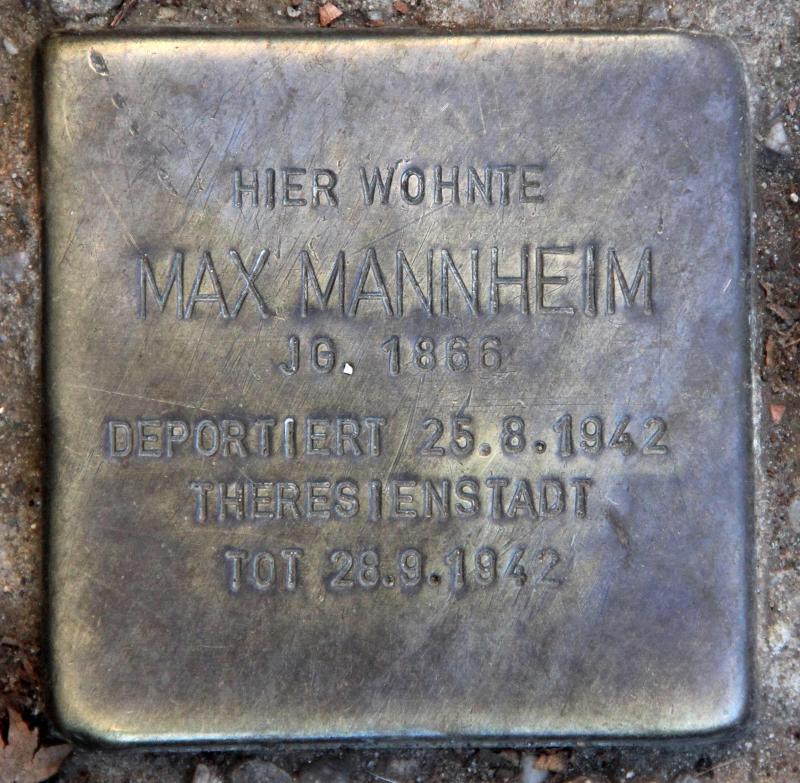 HIER WOHNTE
MAX MANNHEIM
JG. 1866
DEPORTIERT 25.8.1942
THERESIENSTADT
TOT 28.9.1942